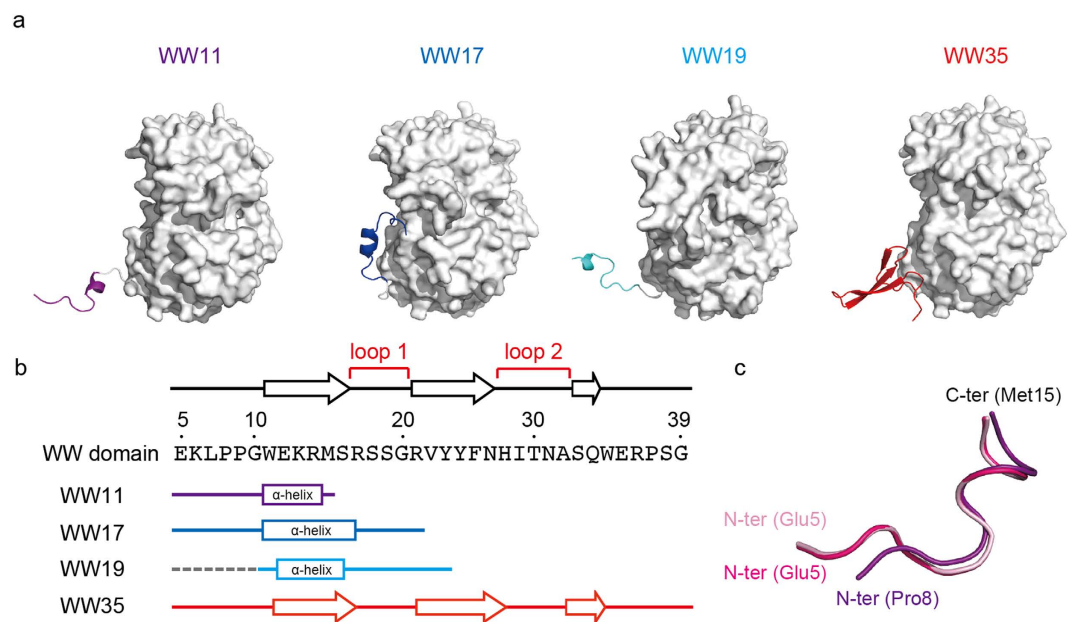 a
WW11 WW17 WW19 WW35
b
loop 1 loop 2
5 10 20 30 39
WW domain EKLPPGWEKRMSRSSGRVYYFNHITNASQWERPSG
WW11 α-helix
WW17 α-helix
WW19 α-helix
WW35
c
C-ter (Met15)
N-ter (Glu5)
N-ter (Glu5)
N-ter (Pro8)